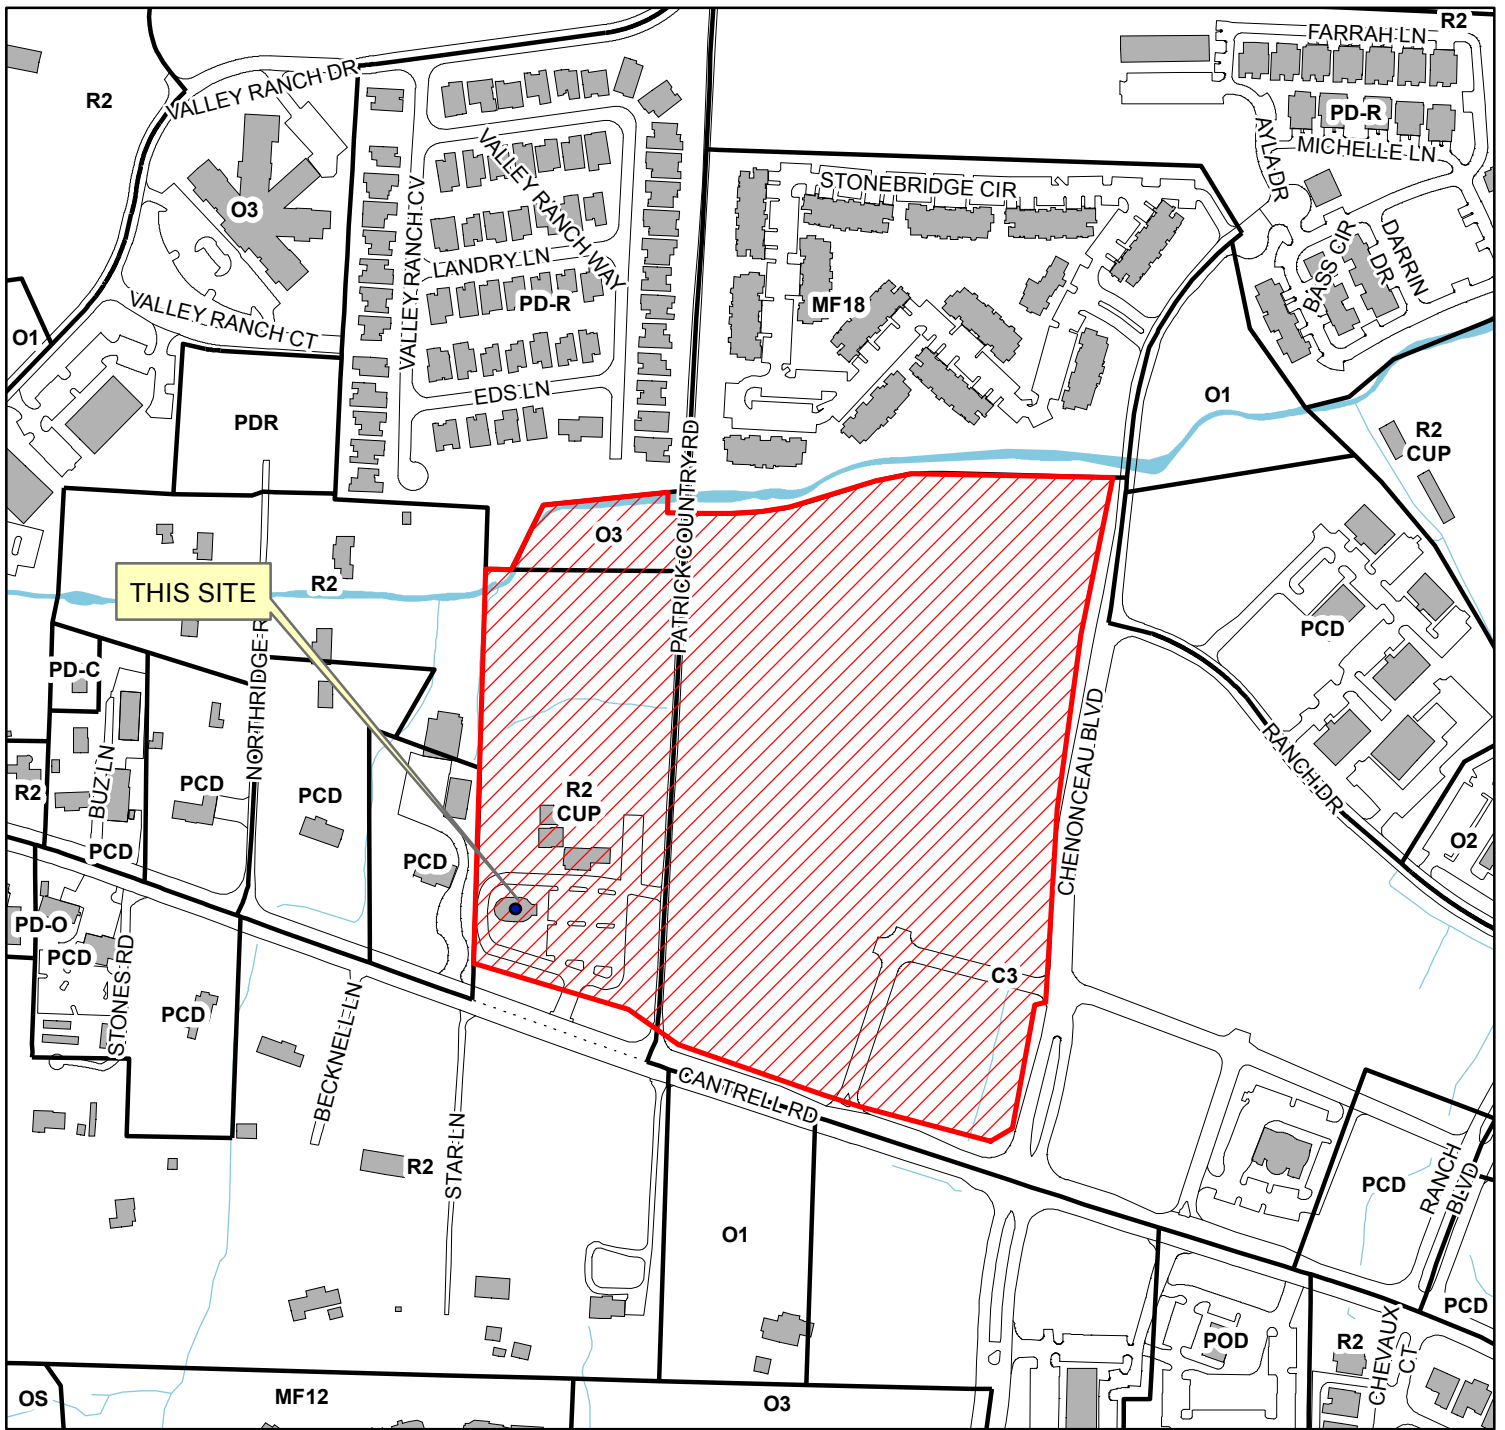 R2
FARRAH LN
VALLEY RANCH DR
R2
PD-R
AYLA DR
MICHELLE LN
VALLEY RANCH WAY
STONEBRIDGE CIR
O3
VALLEY RANCH CV
LANDRY LN
BASS CIR
DARRIN
DR
PD-R
MF18
VALLEY RANCH CT
O1
EDS LN
O1
PDR
PATRICK COUNTRY RD
R2
CUP
O3
THIS SITE
R2
PCD
NORTHRIDGE R
PD-C
CHENONCEAU BLVD
RANCH DR
BUZ LN
R2
PCD
PCD
R2
CUP
PCD
PCD
O2
PD-O
PCD
STONES RD
C3
PCD
BECKNELL LN
CANTRELL RD
STAR LN
R2
PCD
RANCH
BLVD
O1
PCD
POD
R2
CHEVAUX
CT
OS
MF12
O3